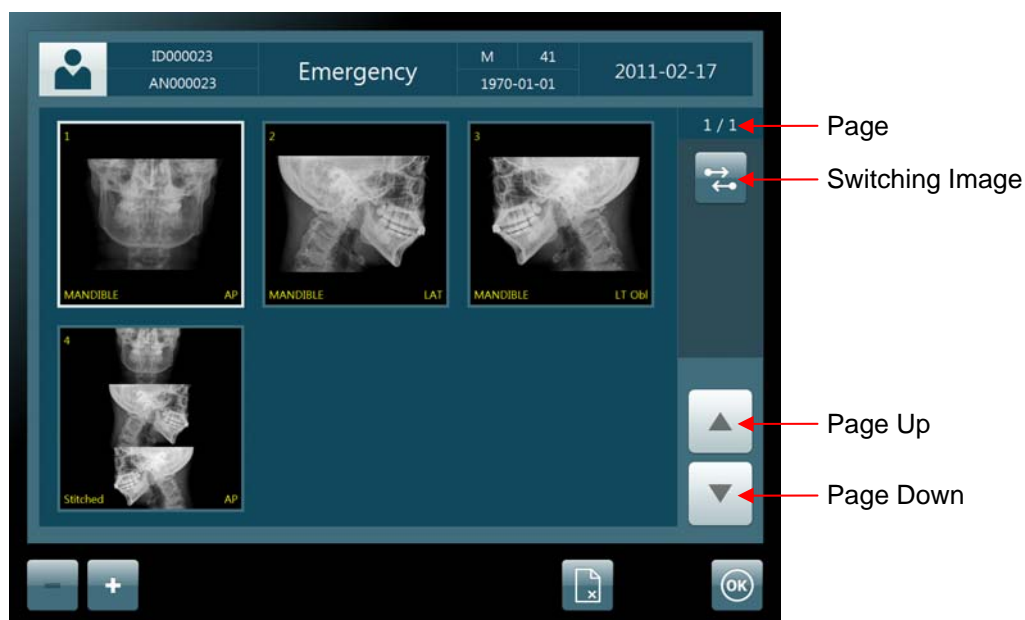 ID000023
AN000023
Emergency
M 41
1970-01-01
2011-02-17
1 / 1
Page
Switching Image
1
MANDIBLE AP
2
MANDIBLE LAT
3
MANDIBLE LT Obl
4
Stitched AP
Page Up
Page Down
- +
x
OK